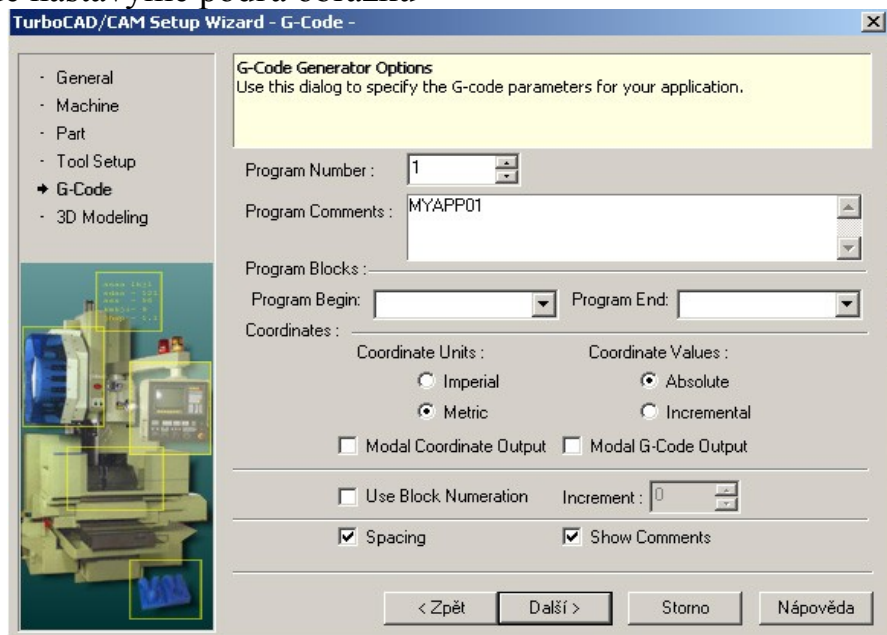 TurboCAD/CAM Setup Wizard - G-Code -
General
Machine
Part
Tool Setup
G-Code
3D Modeling
G-Code Generator Options
Use this dialog to specify the G-code parameters for your application.
Program Number :
1
Program Comments :
MYAPP01
Program Blocks :
Program Begin:
Program End:
Coordinates :
Coordinate Units :
Coordinate Values :
Imperial
Absolute
Metric
Incremental
Modal Coordinate Output
Modal G-Code Output
Use Block Numeration
Increment :
0
Spacing
Show Comments
< Zpět
Další >
Storno
Nápověda